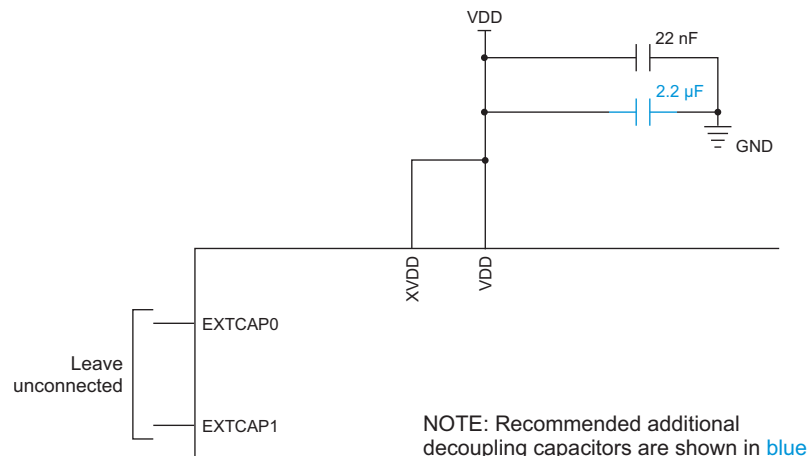 VDD
22 nF
2.2 µF
GND
XVDD
VDD
EXTCAP0
Leave
unconnected
EXTCAP1
NOTE: Recommended additional
decoupling capacitors are shown in blue